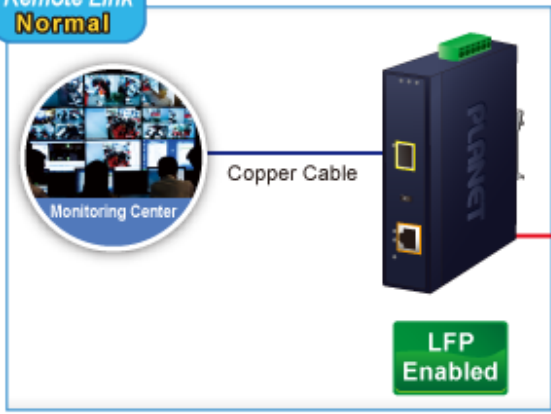 Remote Link
Normal
Monitoring Center
Copper Cable
PLANET
LFP
Enabled